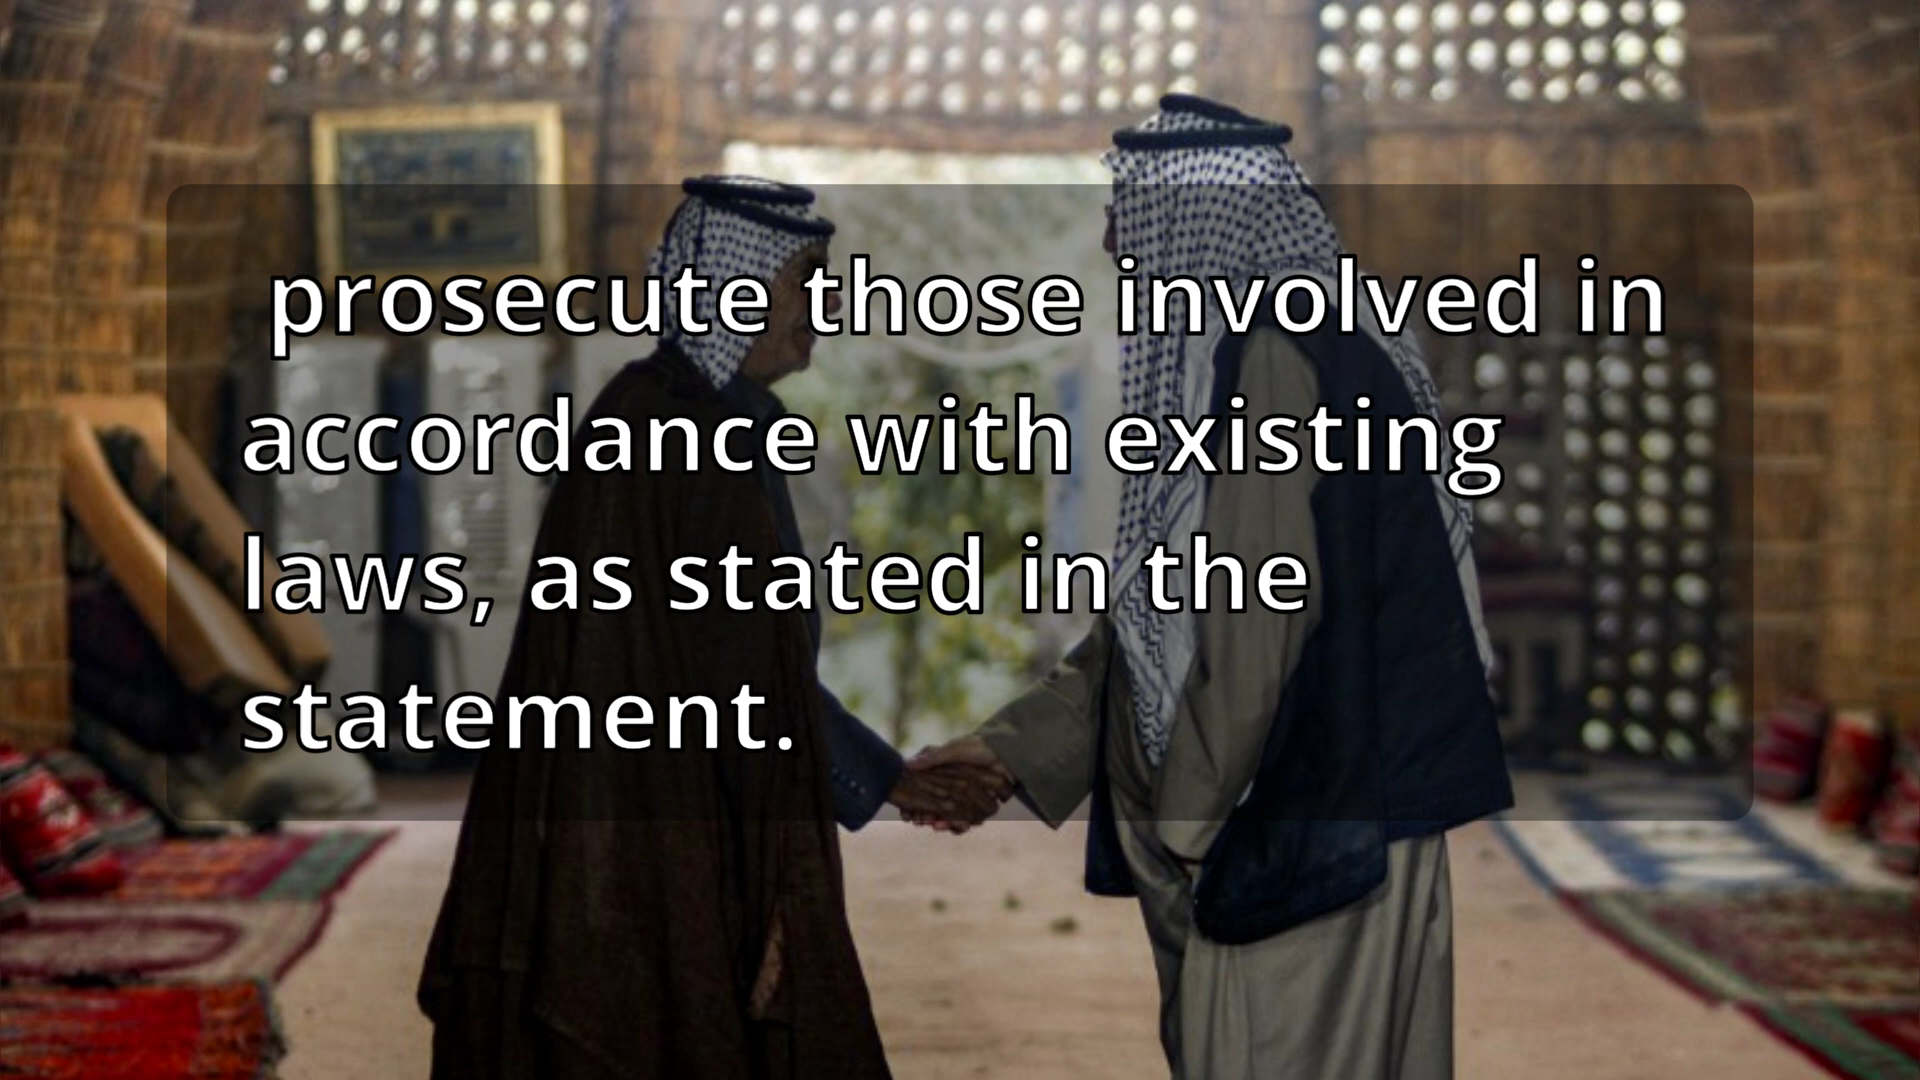 prosecute those involved in
accordance with existing
laws, as stated in the
statement.